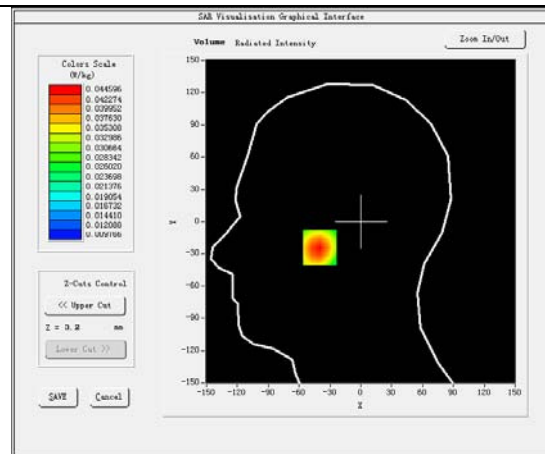 SAR Visualisation Graphical Interface
Volume Radiated Intensity
Zoom In/Out
Colors Scale
(W/kg)
0.044596
0.042274
0.039952
0.037630
0.035308
0.032986
0.030664
0.028342
0.026020
0.023698
0.021376
0.019054
0.016732
0.014410
0.012088
0.009766
150
120
90
60
30
0
-30
-60
-90
-120
-150
Y
-150 -120 -90 -60 -30 0 30 60 90 120 150
X
Z-Cuts Control
<< Upper Cut
Z = 3.2 mm
Lower Cut >>
SAVE Cancel